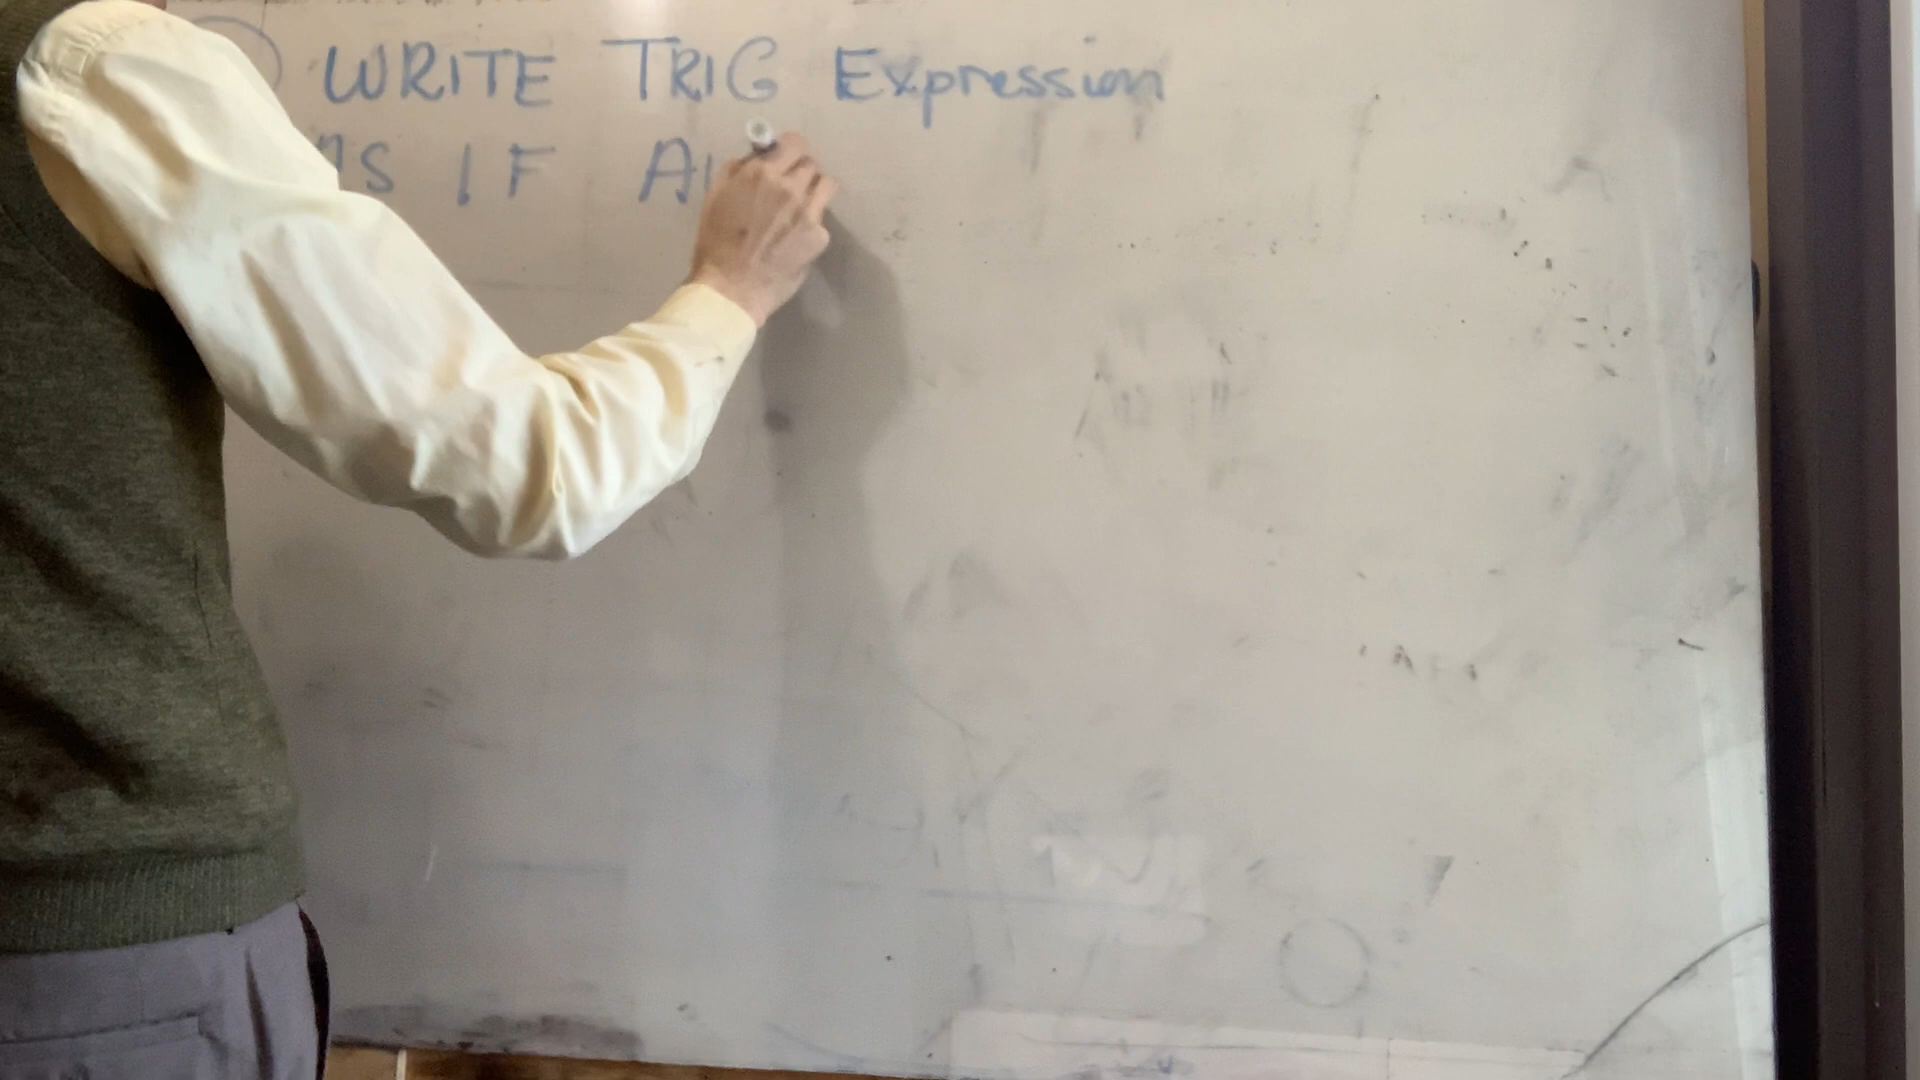 WRITE TRIG Expression
AS IF